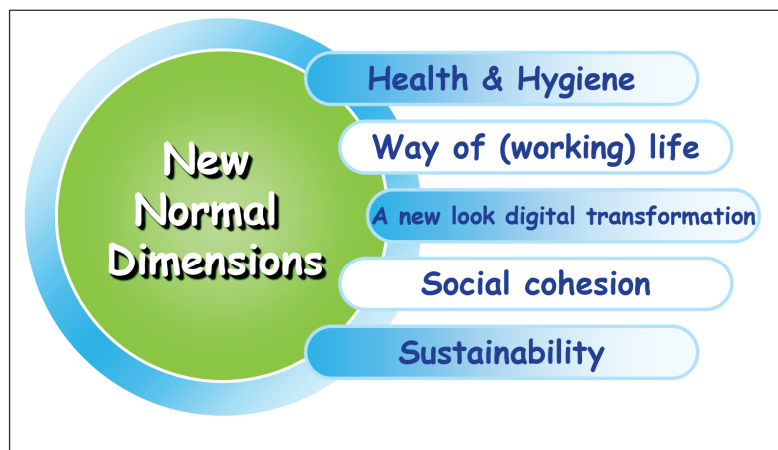 New
Normal
Dimensions
Health & Hygiene
Way of (working) life
A new look digital transformation
Social cohesion
Sustainability